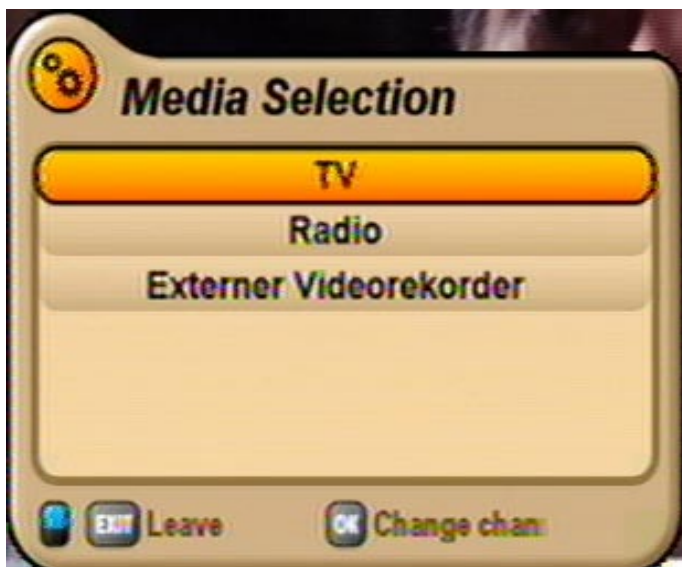 Media Selection
TV
Radio
Externer Videorekorder
EXIT Leave OK Change chan